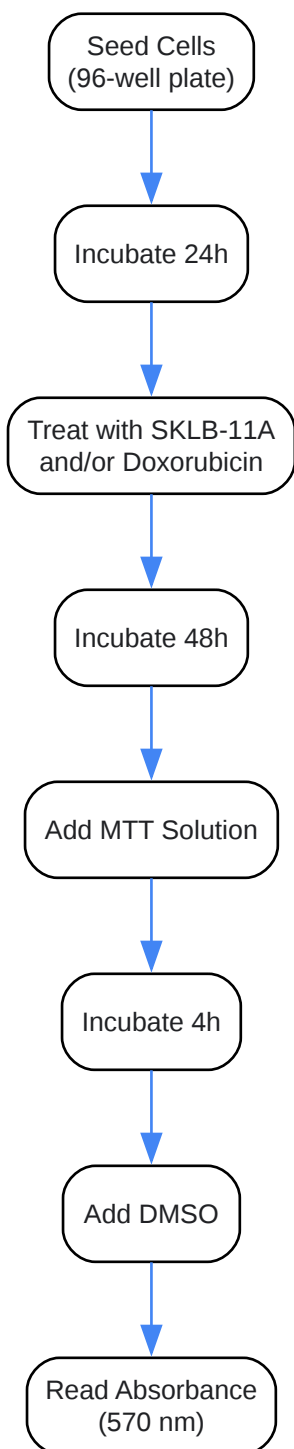 Seed Cells
(96-well plate)
Incubate 24h
Treat with SKLB-11A
and/or Doxorubicin
Incubate 48h
Add MTT Solution
Incubate 4h
Add DMSO
Read Absorbance
(570 nm)